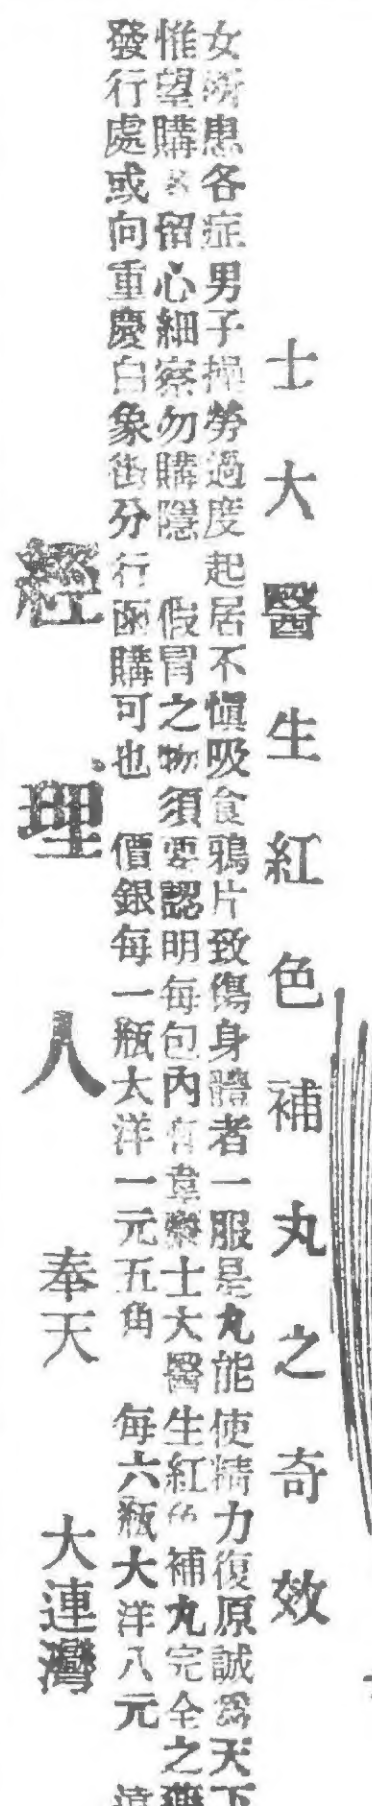 士大醫生紅色補丸之奇效
女所患各症男子操勞過度起居不慎吸食鴉片致傷身體者一服是丸能使精力復原誠為天下
惟望購者留心細察勿購隱 假冒之物須要認明每包內有韋廉士大醫生紅色補丸完全之藥
發行處或向重慶白象街分行函購可也 價銀每一瓶大洋一元五角 每六瓶大洋八元 遠
經理人 奉天 大連灣